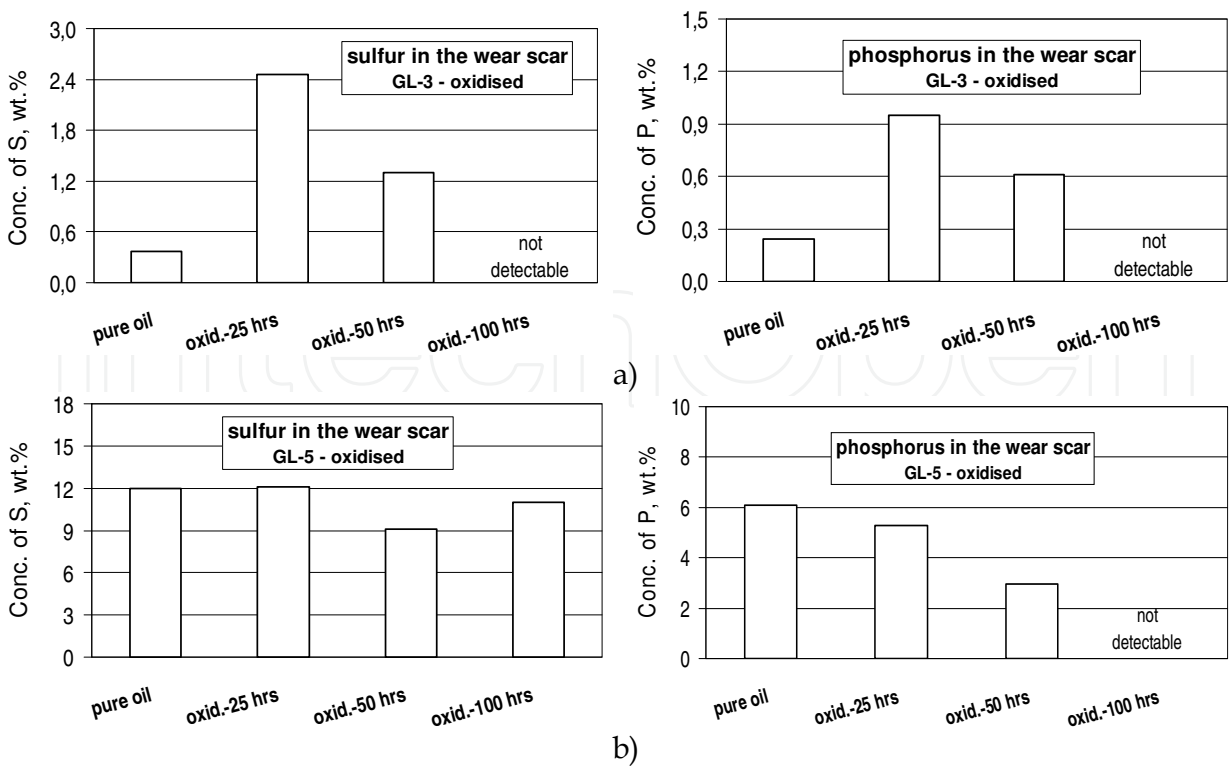 3,0
2,4
1,8
1,2
0,6
0,0
Conc. of S, wt.%
sulfur in the wear scar
GL-3 - oxidised
not
detectable
pure oil
oxid.-25 hrs
oxid.-50 hrs
oxid.-100 hrs
1,5
1,2
0,9
0,6
0,3
0,0
Conc. of P, wt.%
phosphorus in the wear scar
GL-3 - oxidised
not
detectable
pure oil
oxid.-25 hrs
oxid.-50 hrs
oxid.-100 hrs
a)
InTechOpen
18
15
12
9
6
3
0
Conc. of S, wt.%
sulfur in the wear scar
GL-5 - oxidised
pure oil
oxid.-25 hrs
oxid.-50 hrs
oxid.-100 hrs
10
8
6
4
2
0
Conc. of P, wt.%
phosphorus in the wear scar
GL-5 - oxidised
not
detectable
pure oil
oxid.-25 hrs
oxid.-50 hrs
oxid.-100 hrs
b)